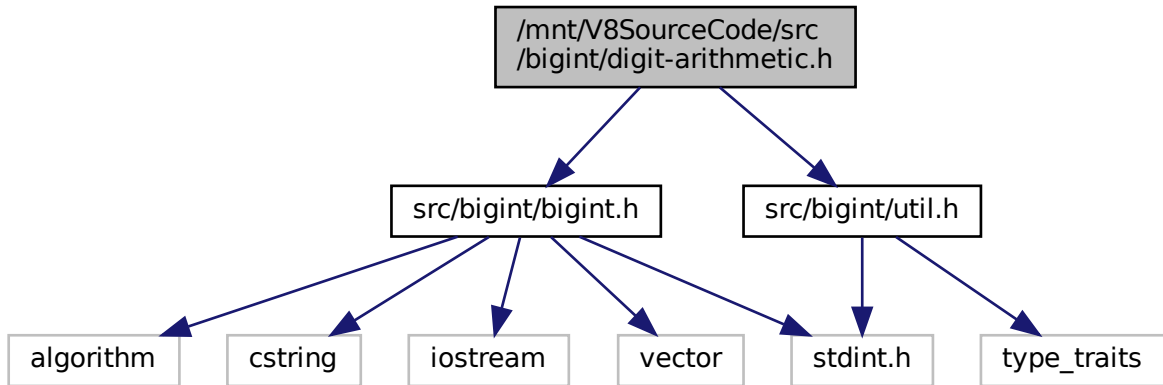 /mnt/V8SourceCode/src
/bigint/digit-arithmetic.h
src/bigint/bigint.h
src/bigint/util.h
algorithm
cstring
iostream
vector
stdint.h
type_traits